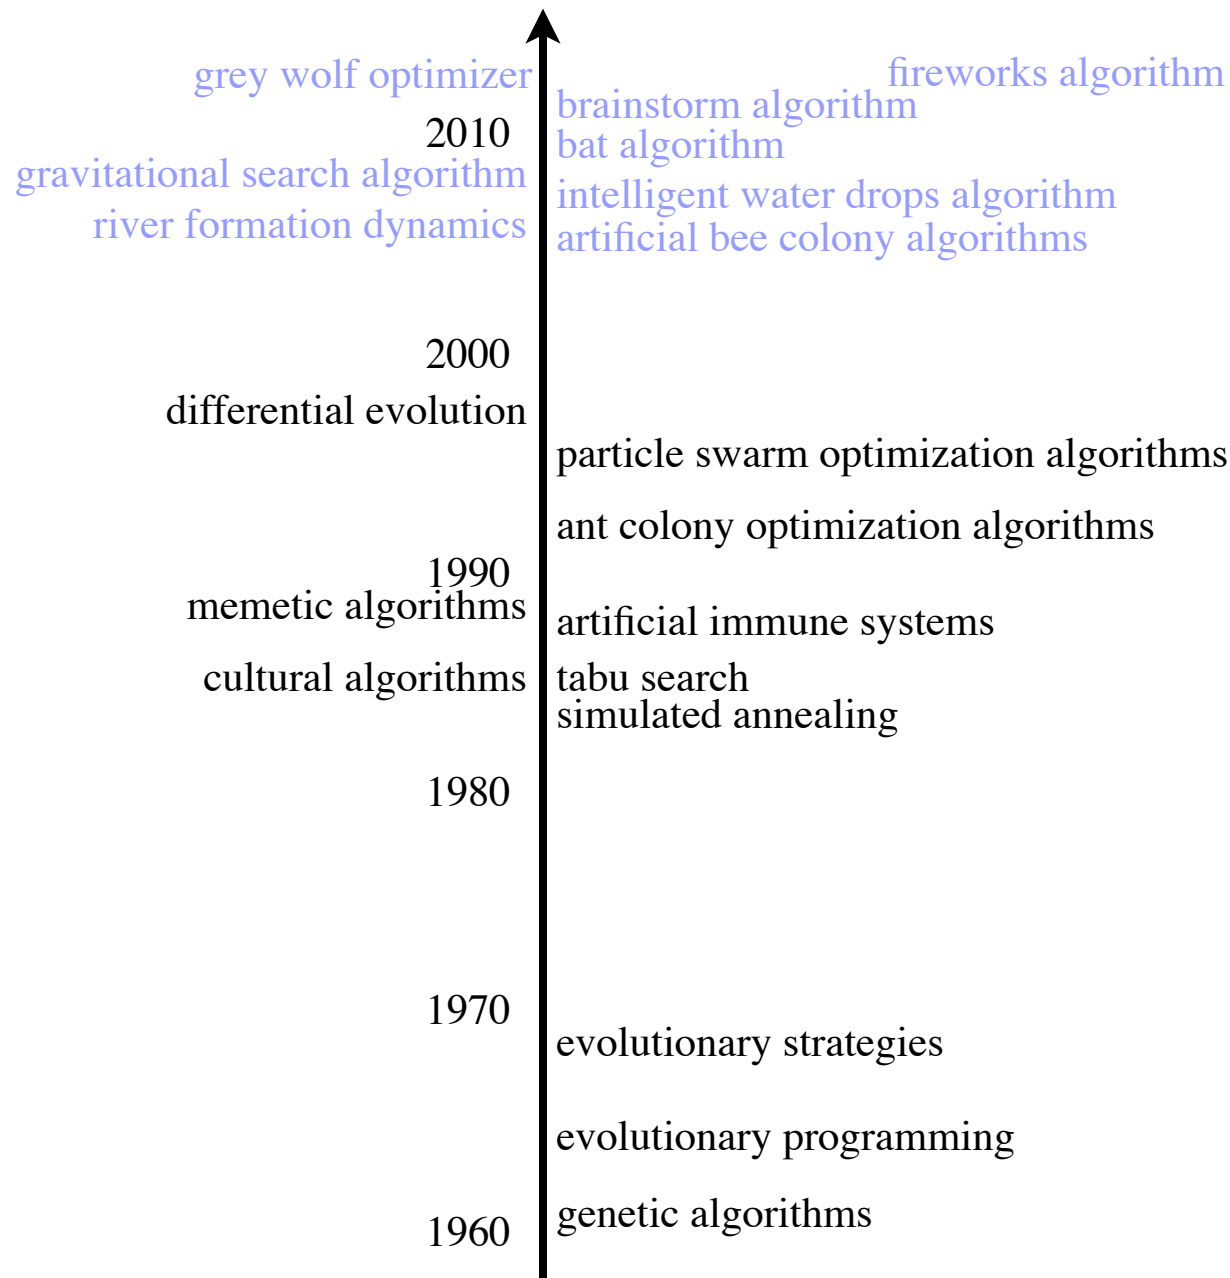 grey wolf optimizer
fireworks algorithm
brainstorm algorithm
2010
bat algorithm
gravitational search algorithm
intelligent water drops algorithm
river formation dynamics
artificial bee colony algorithms
2000
differential evolution
particle swarm optimization algorithms
ant colony optimization algorithms
1990
memetic algorithms
artificial immune systems
cultural algorithms
tabu search
simulated annealing
1980
1970
evolutionary strategies
evolutionary programming
genetic algorithms
1960